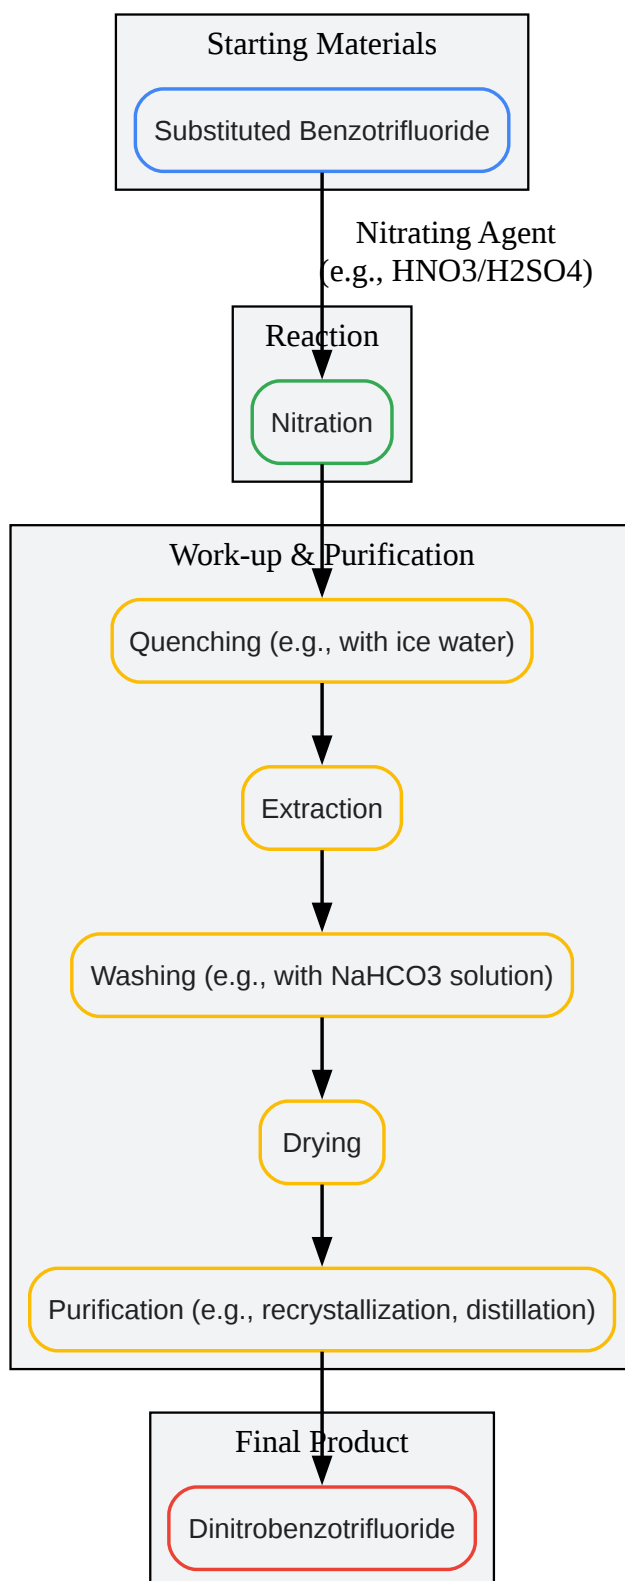 Starting Materials
Substituted Benzotrifluoride
Nitrating Agent
(e.g., HNO3/H2SO4)
Reaction
Nitration
Work-up & Purification
Quenching (e.g., with ice water)
Extraction
Washing (e.g., with NaHCO3 solution)
Drying
Purification (e.g., recrystallization, distillation)
Final Product
Dinitrobenzotrifluoride